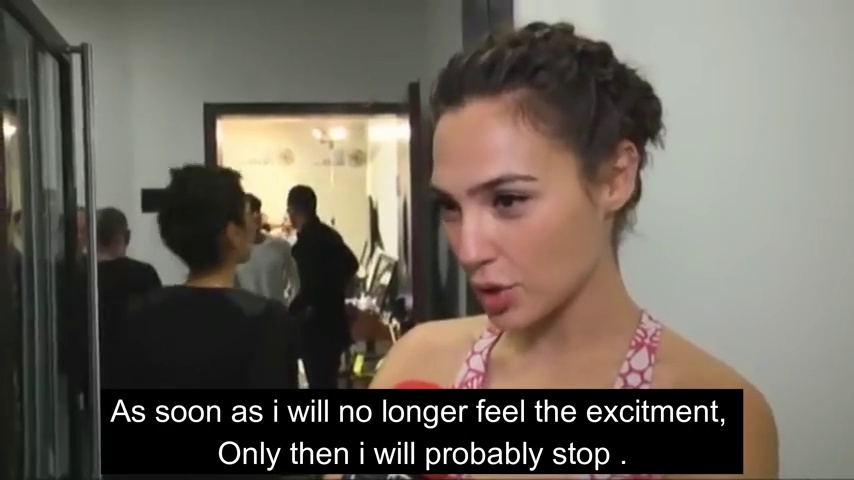 As soon as i will no longer feel the excitment,
Only then i will probably stop .